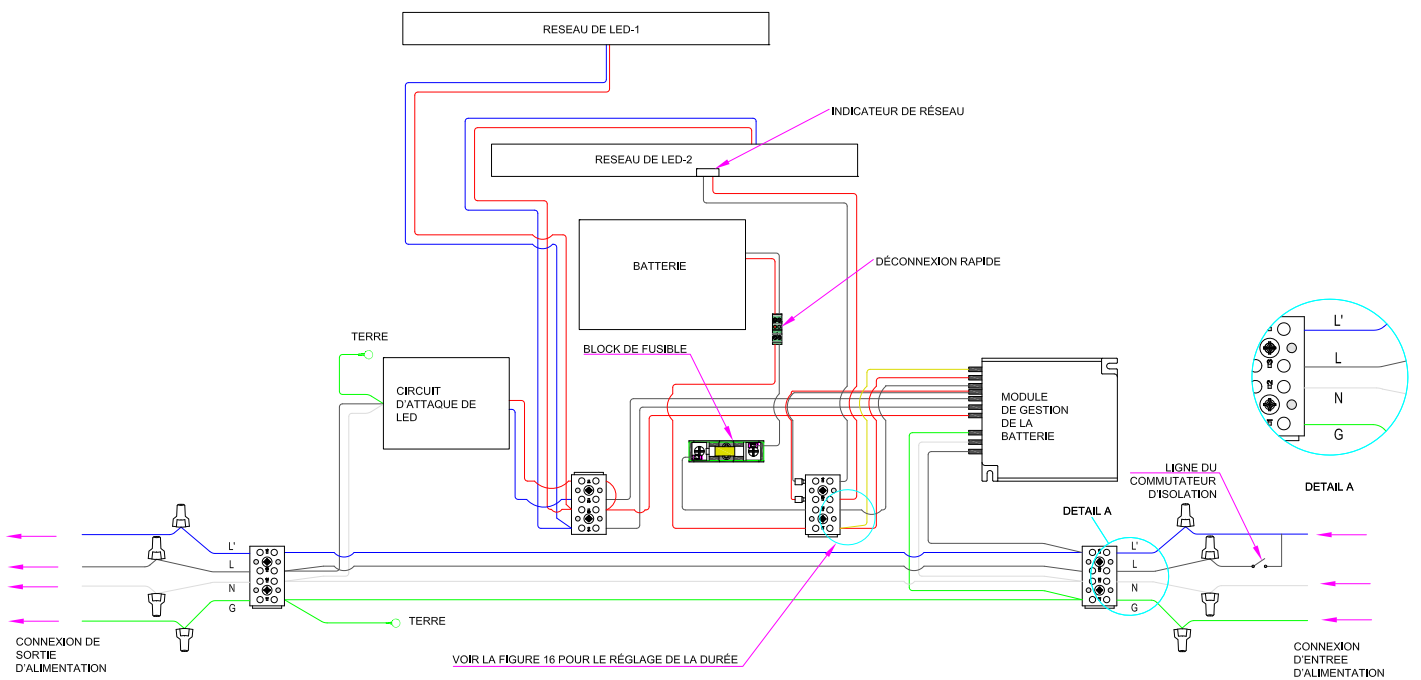 RESEAU DE LED-1
INDICATEUR DE RÉSEAU
RESEAU DE LED-2
BATTERIE
DÉCONNEXION RAPIDE
TERRE
BLOCK DE FUSIBLE
CIRCUIT
D'ATTAQUE DE
LED
MODULE
DE GESTION
DE LA
BATTERIE
L'
L
N
G
DETAIL A
LIGNE DU
COMMUTATEUR
D'ISOLATION
DETAIL A
L'
L
N
G
L'
L
N
G
TERRE
CONNEXION DE
SORTIE
D'ALIMENTATION
VOIR LA FIGURE 16 POUR LE RÉGLAGE DE LA DURÉE
CONNEXION
D'ENTREE
D'ALIMENTATION